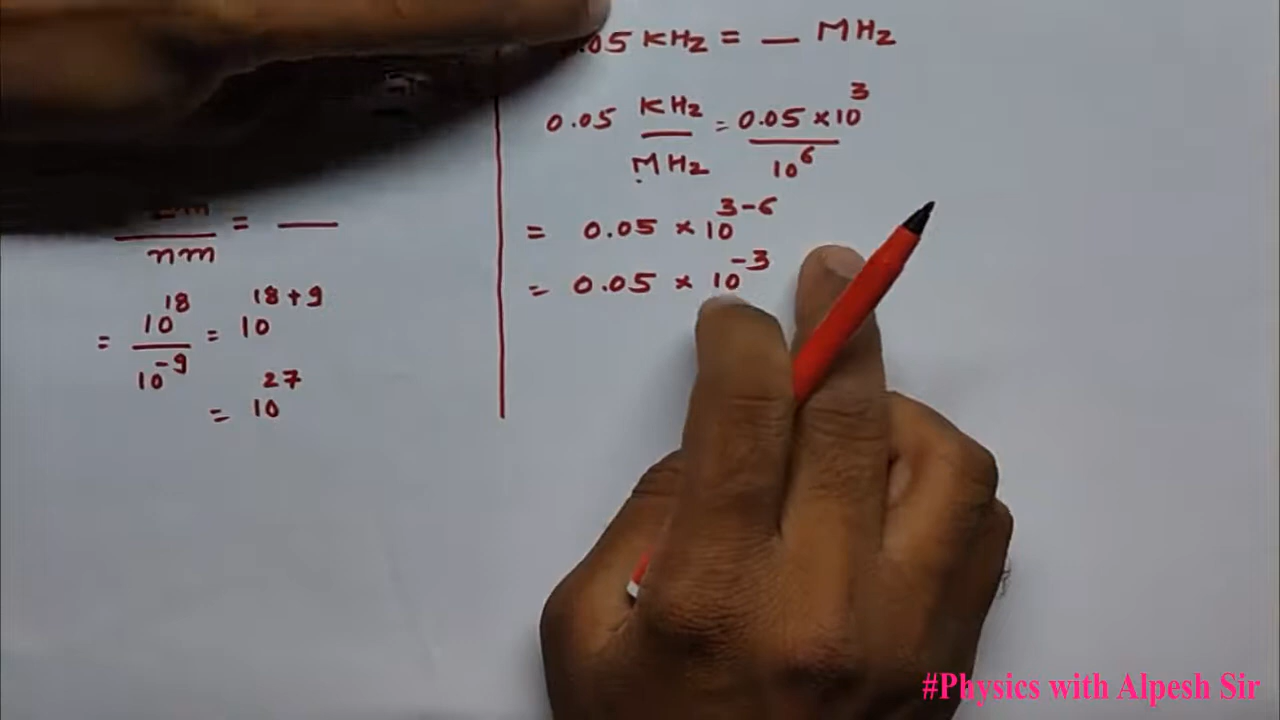 .05 KHz = _ MHz
0.05 KHz/MHz = 0.05 × 10^3/10^6
= 0.05 × 10^3-6
= 0.05 × 10^-3
nm = __
= 10^18/10^-9 = 10^18+9
= 10^27
#Physics with Alpesh Sir